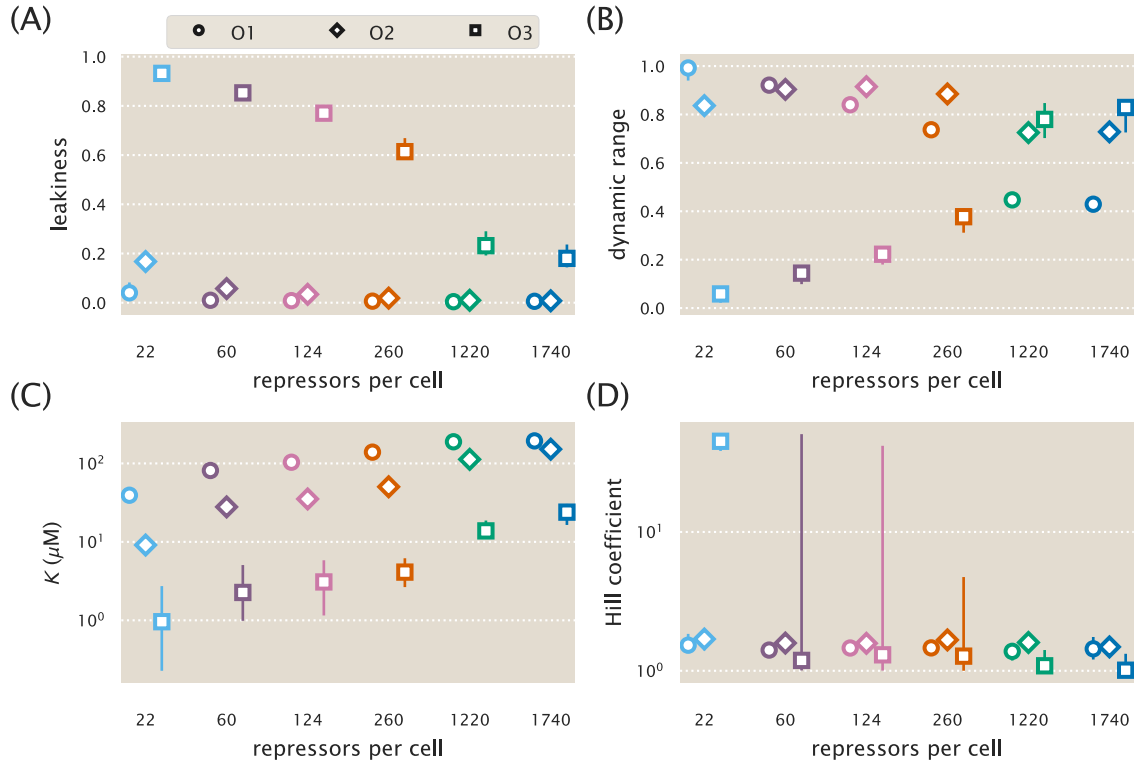 (A)
O1 O2 O3
1.0
0.8
0.6
0.4
0.2
0.0
leakiness
22 60 124 260 1220 1740
repressors per cell
(B)
1.0
0.8
0.6
0.4
0.2
0.0
dynamic range
22 60 124 260 1220 1740
repressors per cell
(C)
10²
10¹
10⁰
K (μM)
22 60 124 260 1220 1740
repressors per cell
(D)
10¹
10⁰
Hill coefficient
22 60 124 260 1220 1740
repressors per cell